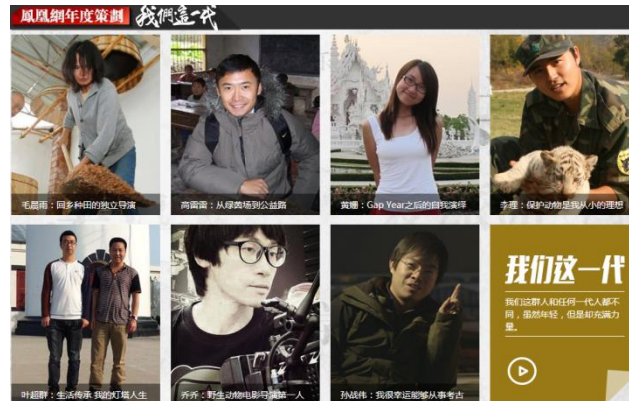 鳳凰網年度策劃 我們這一代
毛晨雨：回乡种田的独立导演
高雷雷：从绿茵场到公益路
黄姗：Gap Year之后的自我演绎
李理：保护动物是我从小的理想
叶超群：生活传承 我的灯塔人生
乔乔：野生动物电影导演第一人
孙战伟：我很幸运能够从事考古
我们这一代
我们这群人和任何一代人都不
同，虽然年轻，但是却充满力
量。